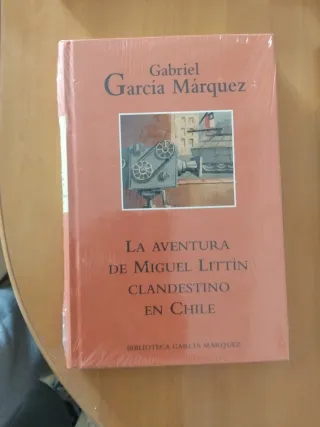 Gabriel
García Márquez
La aventura
de Miguel Littín
clandestino
en Chile
BIBLIOTECA GARCÍA MÁRQUEZ